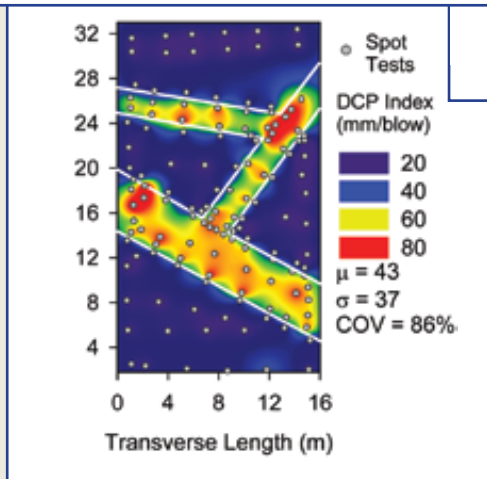 32
28
24
20
16
12
8
4
0 4 8 12 16
Transverse Length (m)
Spot
Tests
DCP Index
(mm/blow)
20
40
60
80
μ = 43
σ = 37
COV = 86%